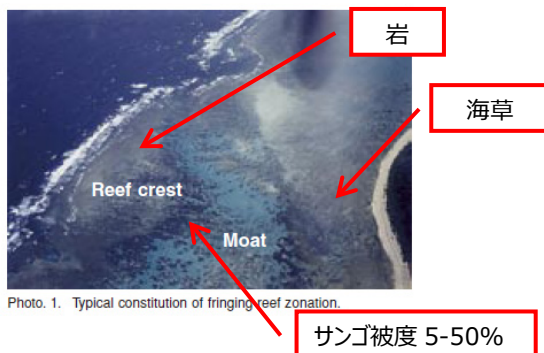 岩
海草
Reef crest
Moat
Photo. 1. Typical constitution of fringing reef zonation.
サンゴ被度 5-50%